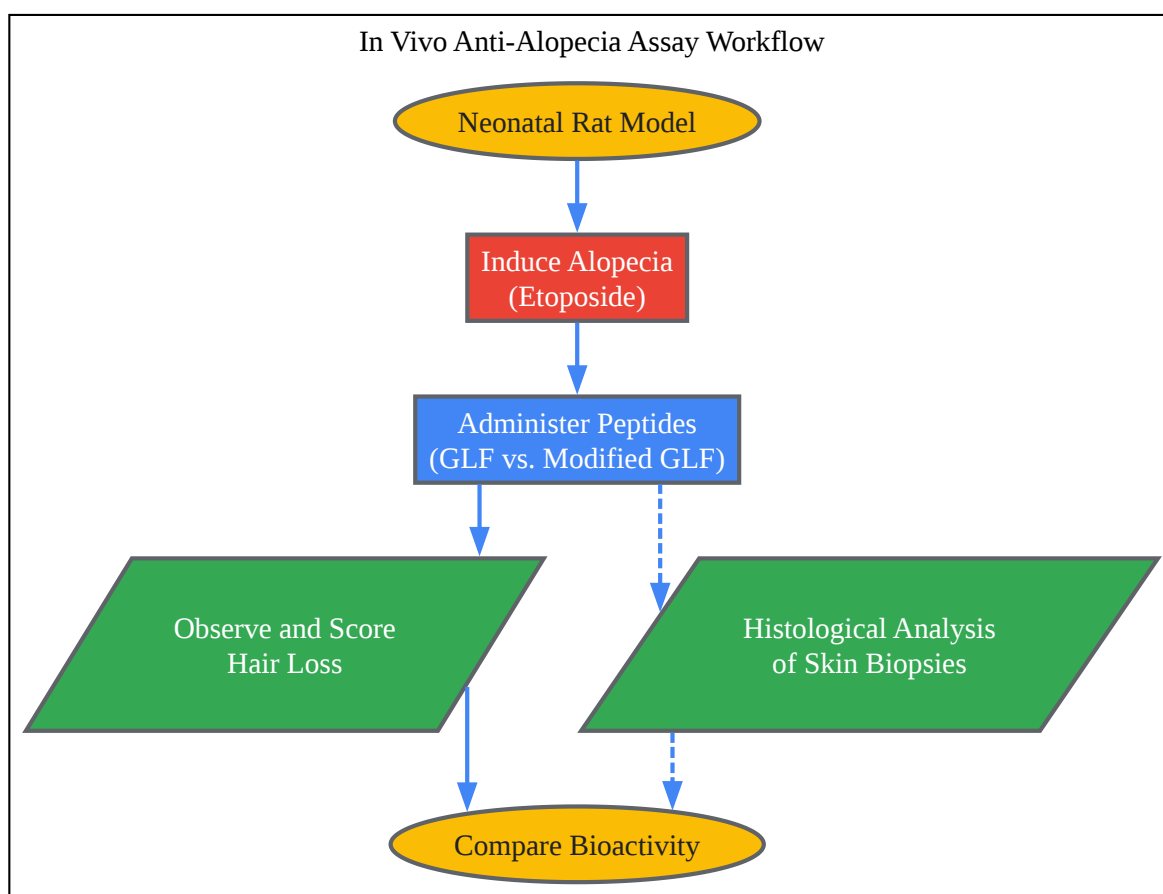 In Vivo Anti-Alopecia Assay Workflow
Neonatal Rat Model
Induce Alopecia
(Etoposide)
Administer Peptides
(GLF vs. Modified GLF)
Observe and Score
Hair Loss
Histological Analysis
of Skin Biopsies
Compare Bioactivity